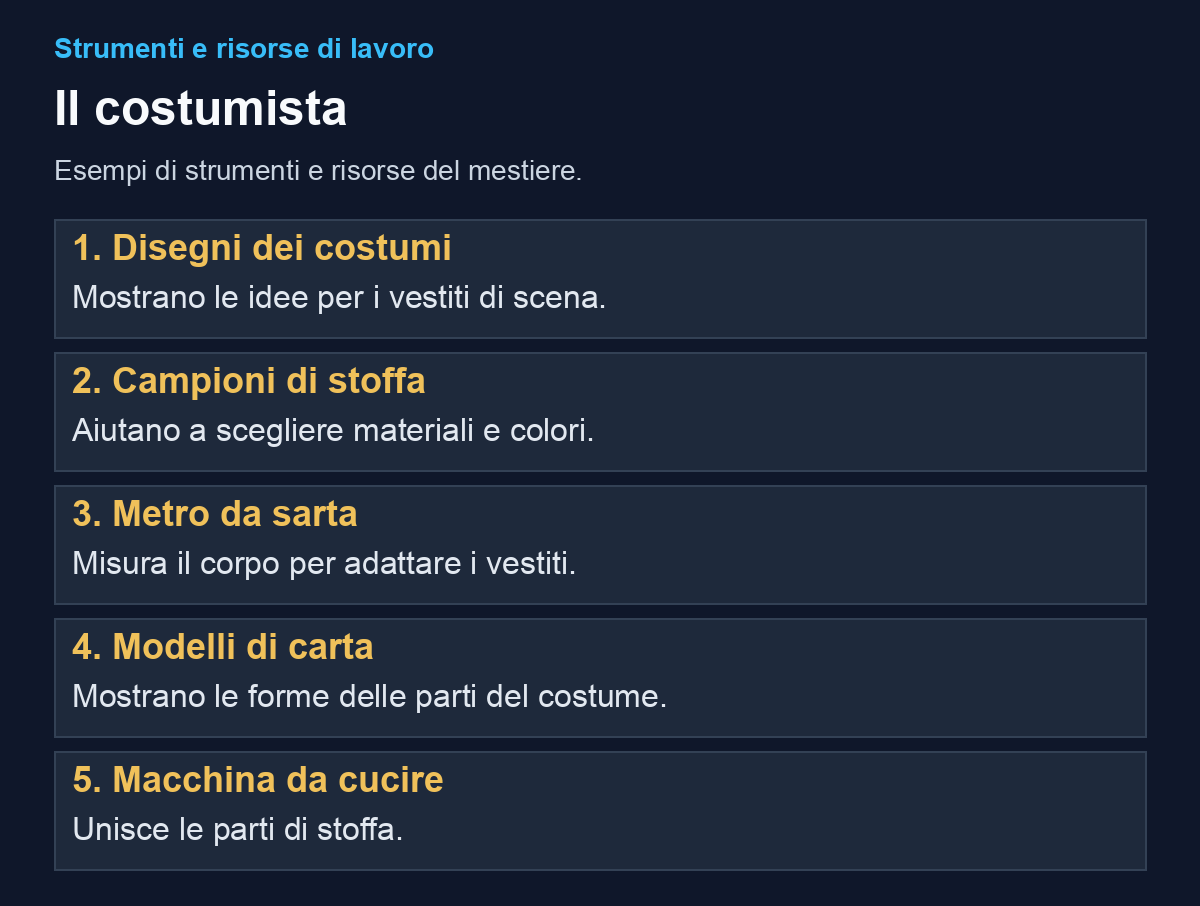 Strumenti e risorse di lavoro
Il costumista
Esempi di strumenti e risorse del mestiere.
1. Disegni dei costumi
Mostrano le idee per i vestiti di scena.
2. Campioni di stoffa
Aiutano a scegliere materiali e colori.
3. Metro da sarta
Misura il corpo per adattare i vestiti.
4. Modelli di carta
Mostrano le forme delle parti del costume.
5. Macchina da cucire
Unisce le parti di stoffa.